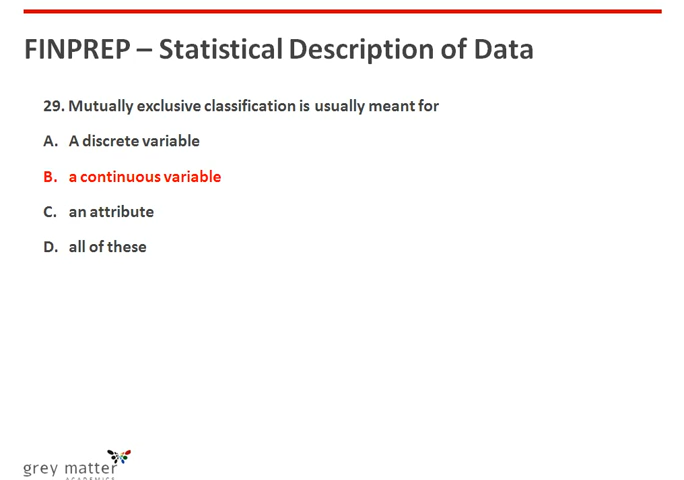 FINPREP – Statistical Description of Data
29. Mutually exclusive classification is usually meant for
A. A discrete variable
B. a continuous variable
C. an attribute
D. all of these
grey matter
ACADEMICS